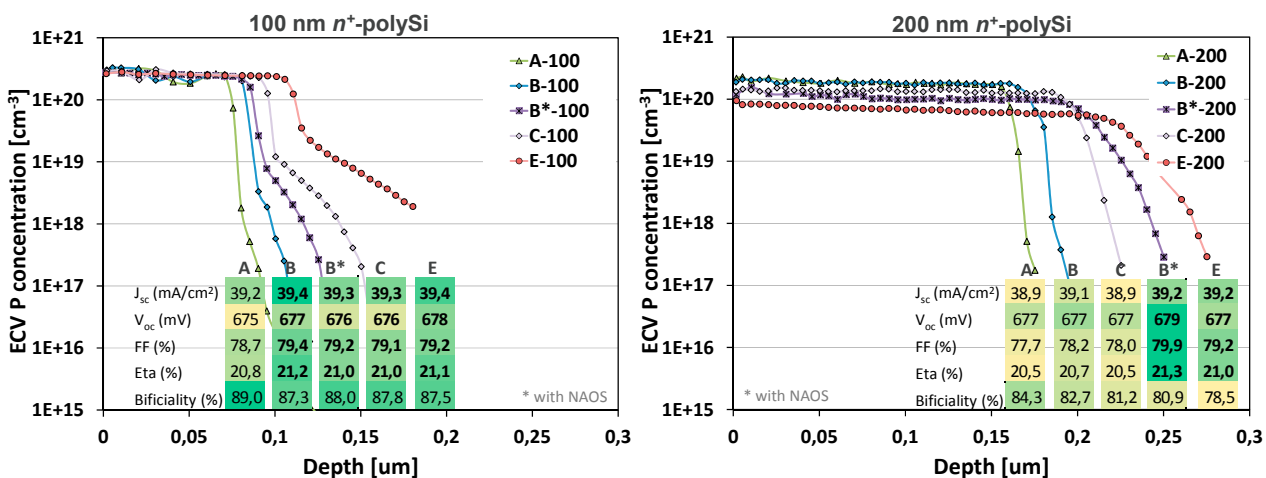 100 nm n⁺-polySi
1E+21
1E+20
1E+19
1E+18
1E+17
1E+16
1E+15
ECV P concentration [cm⁻³]
A-100
B-100
B*-100
C-100
E-100
A B B* C E
Jsc (mA/cm²) 39,2 39,4 39,3 39,3 39,4
Voc (mV) 675 677 676 676 678
FF (%) 78,7 79,4 79,2 79,1 79,2
Eta (%) 20,8 21,2 21,0 21,0 21,1
Bificiality (%) 89,0 87,3 88,0 87,8 87,5
* with NAOS
0 0,05 0,1 0,15 0,2 0,25 0,3
Depth [um]
200 nm n⁺-polySi
1E+21
1E+20
1E+19
1E+18
1E+17
1E+16
1E+15
ECV P concentration [cm⁻³]
A-200
B-200
B*-200
C-200
E-200
A B C B* E
Jsc (mA/cm²) 38,9 39,1 38,9 39,2 39,2
Voc (mV) 677 677 677 679 677
FF (%) 77,7 78,2 78,0 79,9 79,2
Eta (%) 20,5 20,7 20,5 21,3 21,0
Bificiality (%) 84,3 82,7 81,2 80,9 78,5
* with NAOS
0 0,05 0,1 0,15 0,2 0,25 0,3
Depth [um]